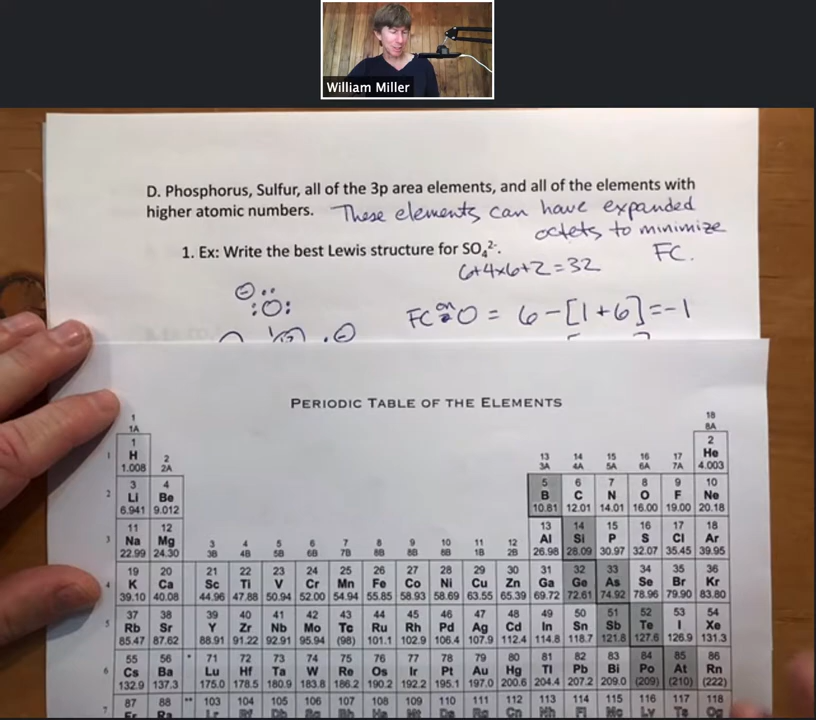 William Miller
D. Phosphorus, Sulfur, all of the 3p area elements, and all of the elements with
higher atomic numbers. These elements can have expanded
octets to minimize
FC.
1. Ex: Write the best Lewis structure for SO₄²⁻.
6+4×6+2=32
⊖
:O:
FC on O = 6 – [1+6] = –1
⊖
PERIODIC TABLE OF THE ELEMENTS
1 18
1A 8A
1 2
1 H 2 13 14 15 16 17 He
1.008 2A 3A 4A 5A 6A 7A 4.003
3 4 5 6 7 8 9 10
2 Li Be B C N O F Ne
6.941 9.012 10.81 12.01 14.01 16.00 19.00 20.18
11 12 13 14 15 16 17 18
3 Na Mg 3 4 5 6 7 8 9 10 11 12 Al Si P S Cl Ar
22.99 24.30 3B 4B 5B 6B 7B 8B 8B 8B 1B 2B 26.98 28.09 30.97 32.07 35.45 39.95
19 20 21 22 23 24 25 26 27 28 29 30 31 32 33 34 35 36
4 K Ca Sc Ti V Cr Mn Fe Co Ni Cu Zn Ga Ge As Se Br Kr
39.10 40.08 44.96 47.88 50.94 52.00 54.94 55.85 58.93 58.69 63.55 65.39 69.72 72.61 74.92 78.96 79.90 83.80
37 38 39 40 41 42 43 44 45 46 47 48 49 50 51 52 53 54
5 Rb Sr Y Zr Nb Mo Tc Ru Rh Pd Ag Cd In Sn Sb Te I Xe
85.47 87.62 88.91 91.22 92.91 95.94 (98) 101.1 102.9 106.4 107.9 112.4 114.8 118.7 121.8 127.6 126.9 131.3
55 56 * 71 72 73 74 75 76 77 78 79 80 81 82 83 84 85 86
6 Cs Ba Lu Hf Ta W Re Os Ir Pt Au Hg Tl Pb Bi Po At Rn
132.9 137.3 175.0 178.5 180.9 183.8 186.2 190.2 192.2 195.1 197.0 200.6 204.4 207.2 209.0 (209) (210) (222)
87 88 ** 103 104 105 106 107 108 109 110 111 112 113 114 115 116 117 118
7